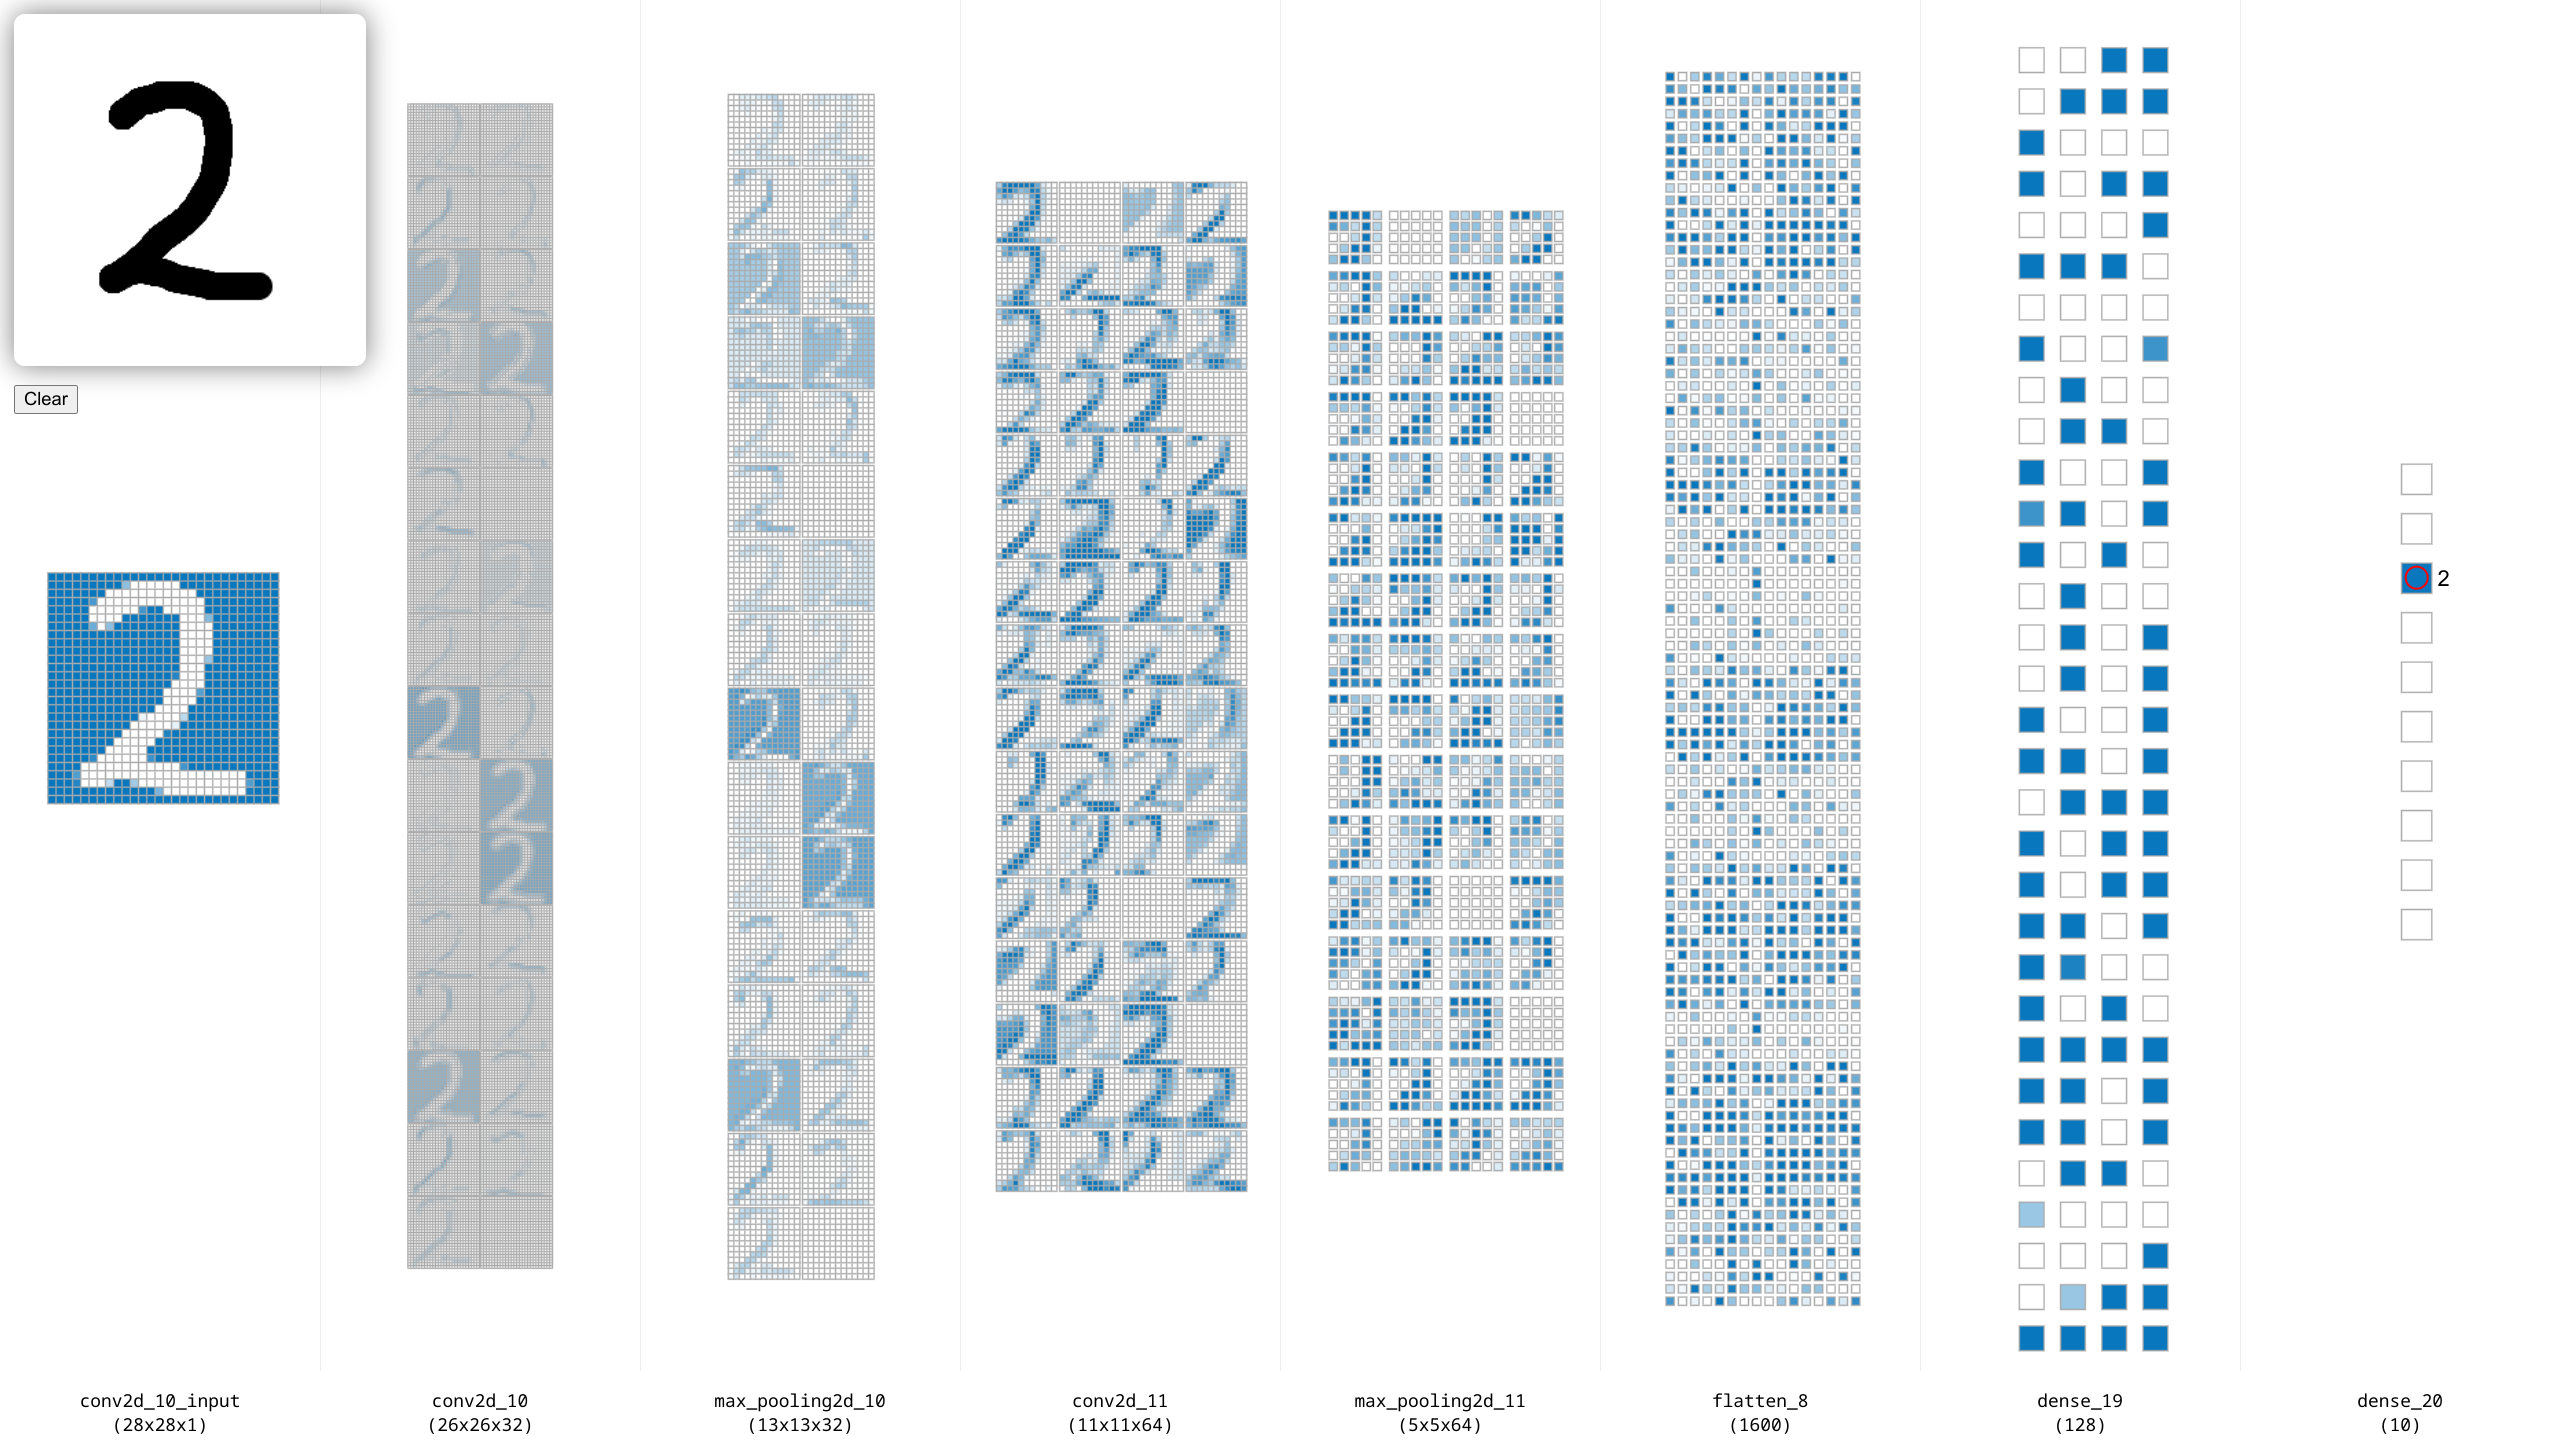 2
Clear
2
conv2d_10_input
(28x28x1)
conv2d_10
(26x26x32)
max_pooling2d_10
(13x13x32)
conv2d_11
(11x11x64)
max_pooling2d_11
(5x5x64)
flatten_8
(1600)
dense_19
(128)
dense_20
(10)